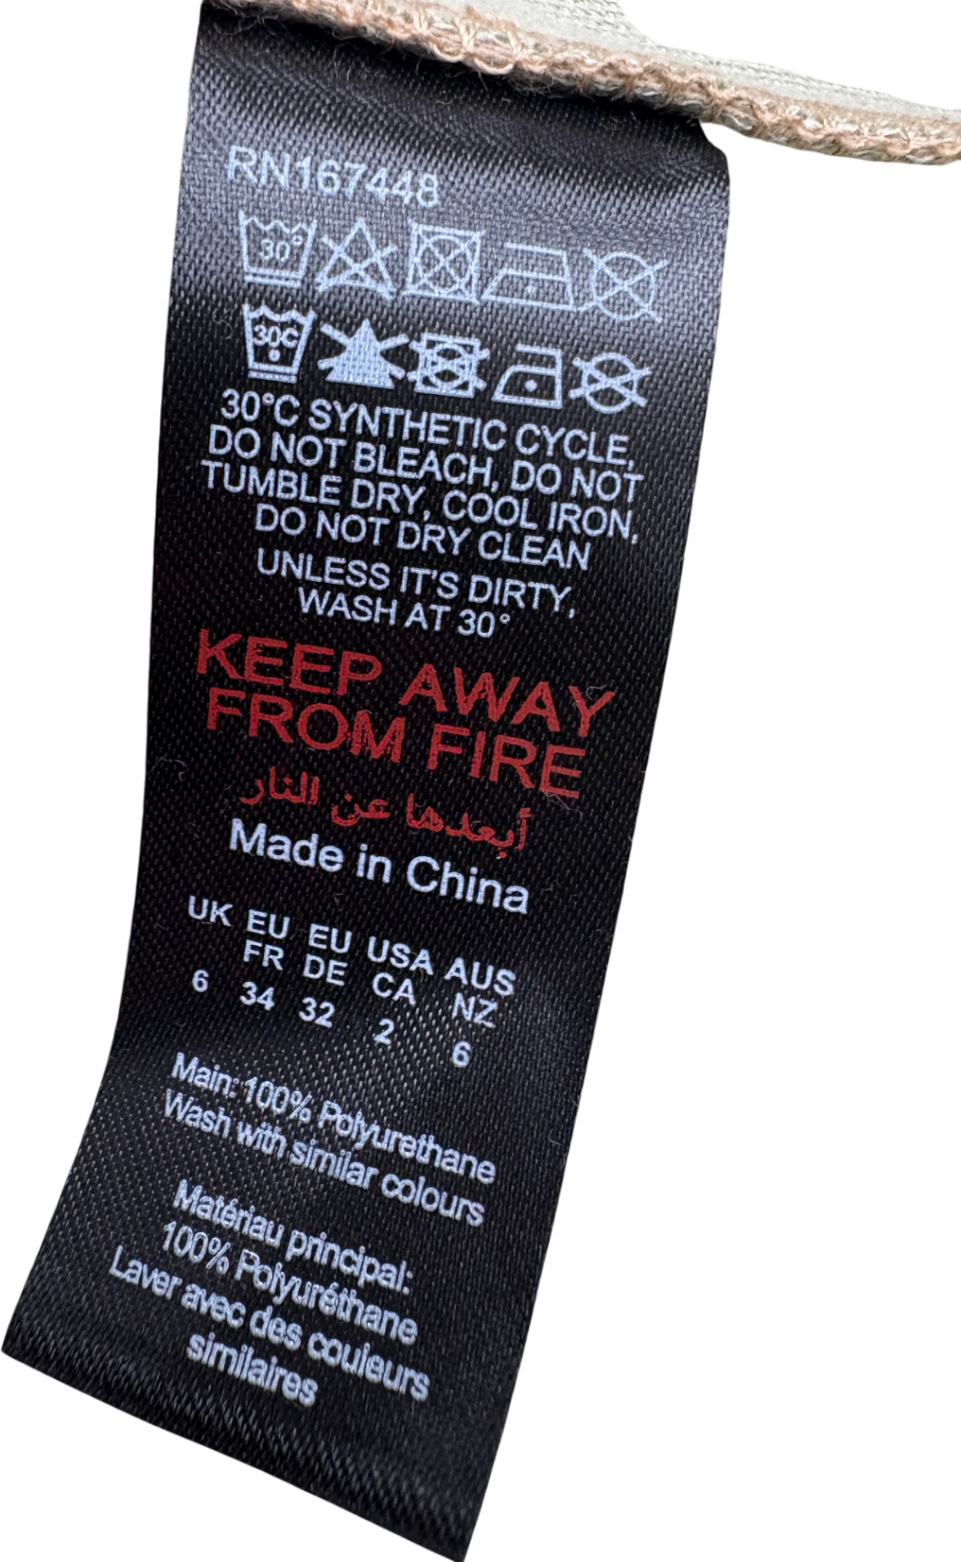 RN167448
30°
30C
30°C SYNTHETIC CYCLE,
DO NOT BLEACH, DO NOT
TUMBLE DRY, COOL IRON,
DO NOT DRY CLEAN
UNLESS IT'S DIRTY,
WASH AT 30°
KEEP AWAY
FROM FIRE
أبعدها عن النار
Made in China
UK EU EU USA AUS
FR DE CA NZ
6 34 32 2 6
Main: 100% Polyurethane
Wash with similar colours
Matériau principal:
100% Polyuréthane
Laver avec des couleurs
similaires